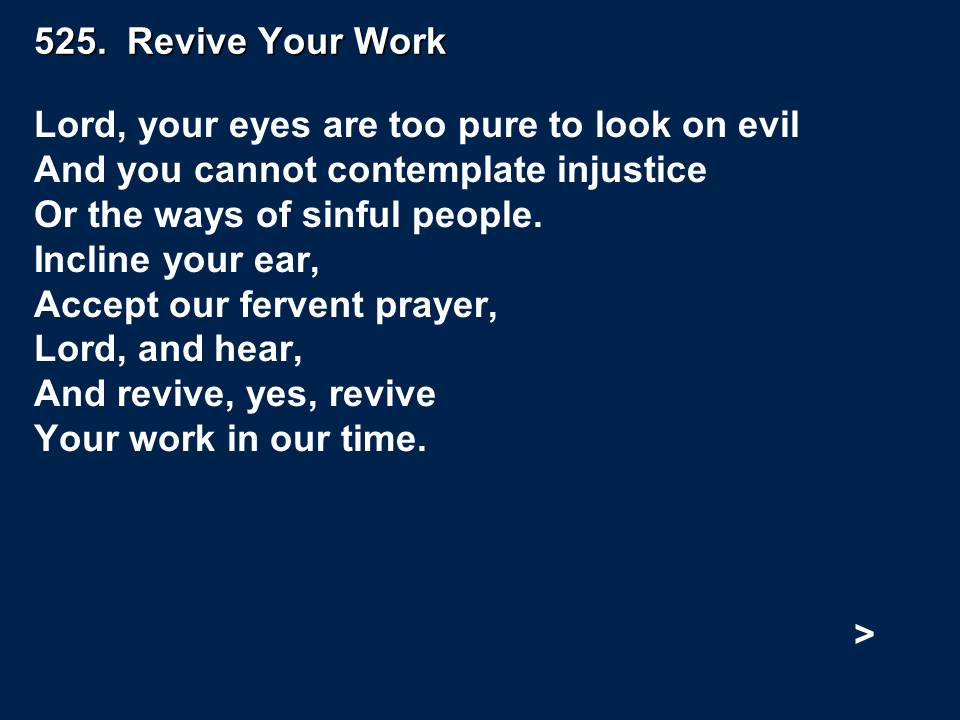 525.  Revive Your Work
Lord, your eyes are too pure to look on evil
And you cannot contemplate injustice
Or the ways of sinful people.
Incline your ear,
Accept our fervent prayer,
Lord, and hear,
And revive, yes, revive
Your work in our time.
>